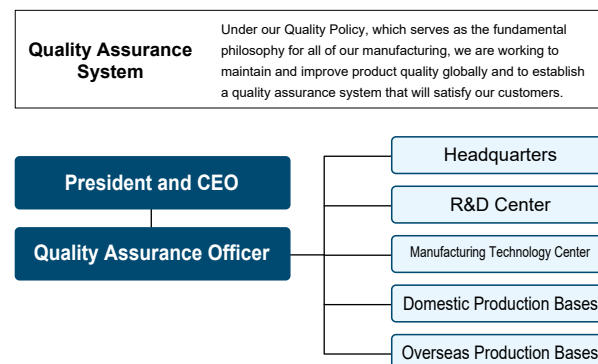 Quality Assurance
System
Under our Quality Policy, which serves as the fundamental
philosophy for all of our manufacturing, we are working to
maintain and improve product quality globally and to establish
a quality assurance system that will satisfy our customers.
President and CEO
Quality Assurance Officer
Headquarters
R&D Center
Manufacturing Technology Center
Domestic Production Bases
Overseas Production Bases